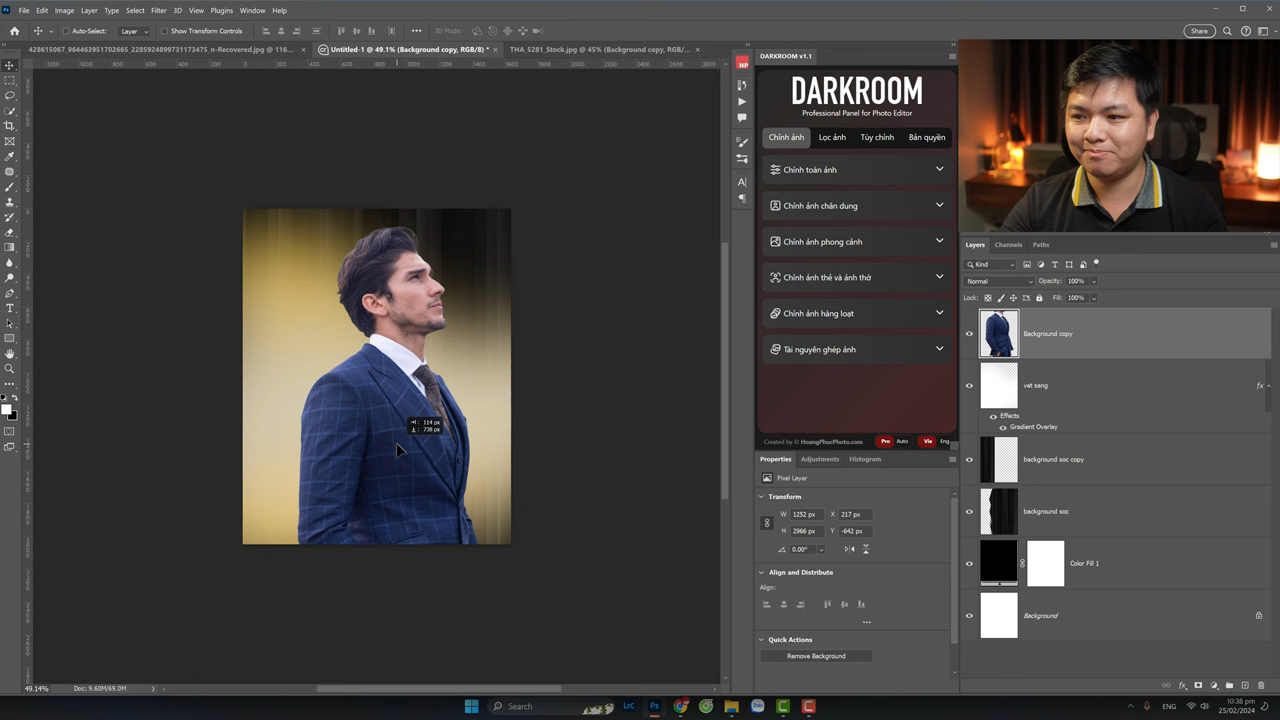 Ps File Edit Image Layer Type Select Filter 3D View Plugins Window Help
Auto-Select: Layer Show Transform Controls 3D Mode: Share
428615067_964463951702665_2285924899731173475_n-Recovered.jpg @ 116... × Untitled-1 @ 49.1% (Background copy, RGB/8) * × THA_5281_Stock.jpg @ 45% (Background copy, RGB/... ×
DARKROOM v1.1
HP
DARKROOM
Professional Panel for Photo Editor
Chỉnh ảnh Lọc ảnh Tùy chỉnh Bản quyền
Chỉnh toàn ảnh
Chỉnh ảnh chân dung
Chỉnh ảnh phong cảnh
Chỉnh ảnh thẻ và ảnh thờ
Chỉnh ảnh hàng loạt
Tài nguyên ghép ảnh
Created by © HoangPhucPhoto.com Pro Auto Vie Eng
Properties Adjustments Histogram
Pixel Layer
Transform
W 1252 px X 217 px
H 2966 px Y -642 px
0.00°
Align and Distribute
Align:
Quick Actions
Remove Background
Layers Channels Paths
Kind
Normal Opacity: 100%
Lock: Fill: 100%
Background copy
vet sang fx
Effects
Gradient Overlay
background soc copy
background soc
Color Fill 1
Background
114 px
738 px
49.14% Doc: 9.60M/69.0M
Search LrC Ps ENG 10:38 pm
25/02/2024